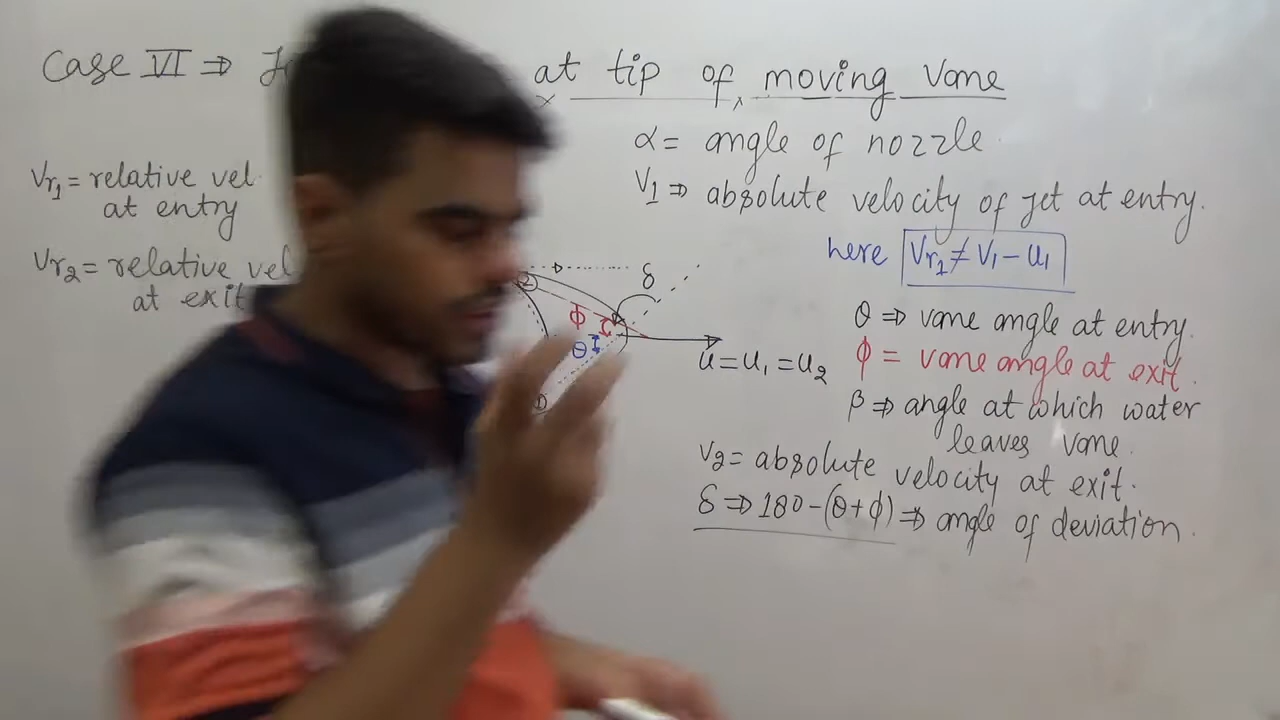 Case VI ⇒ at tip of moving Vane
α = angle of nozzle
V1 ⇒ absolute velocity of jet at entry.
Vr1 = relative vel
at entry
here Vr1 ≠ V1 - u1
Vr2 = relative vel
at exit
δ
2
θ ⇒ vane angle at entry.
φ
θ
u = u1 = u2
φ = vane angle at exit.
1
β ⇒ angle at which water
leaves vane.
V2 = absolute velocity at exit.
δ ⇒ 180 - (θ + φ) ⇒ angle of deviation.